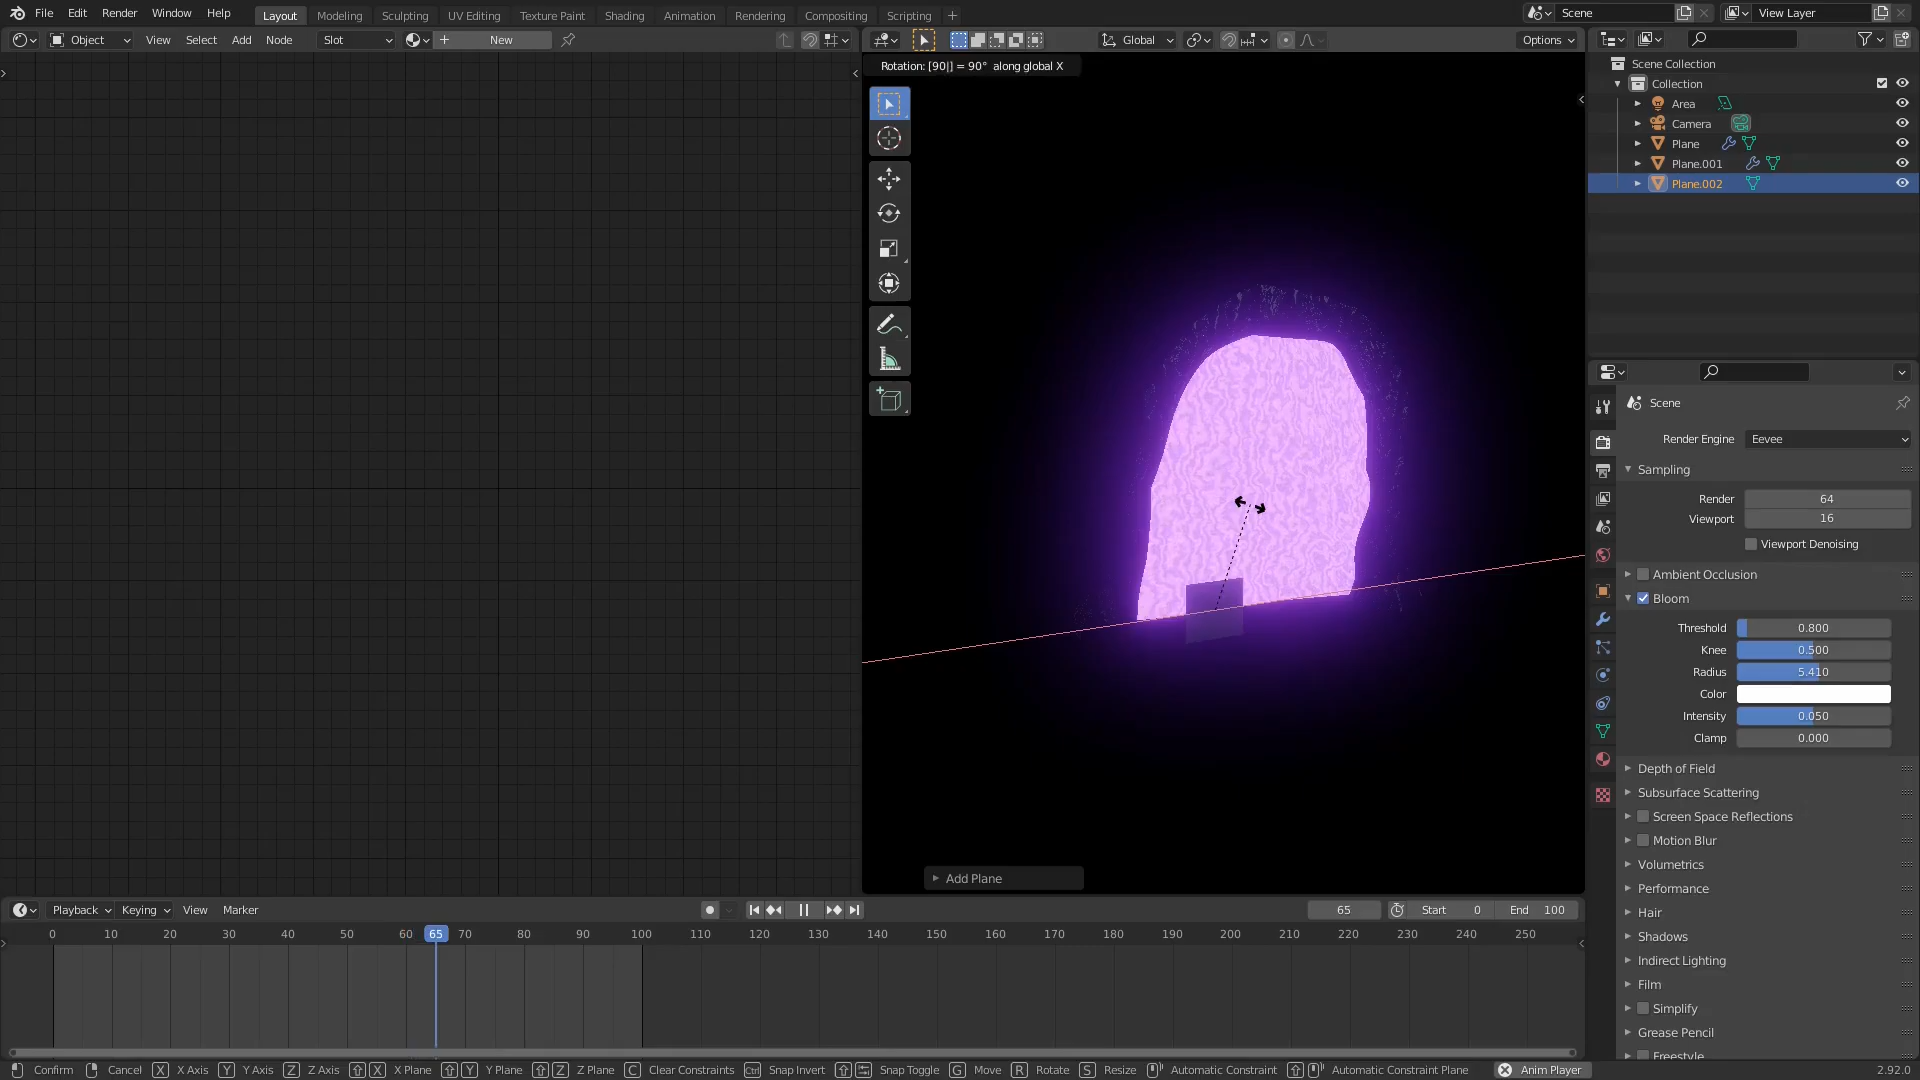 File Edit Render Window Help Layout Modeling Sculpting UV Editing Texture Paint Shading Animation Rendering Compositing Scripting + Scene View Layer
Object View Select Add Node Slot New Global Options
Rotation: [90|] = 90° along global X
Scene Collection
Collection
Area
Camera
Plane
Plane.001
Plane.002
Scene
Render Engine Eevee
Sampling
Render 64
Viewport 16
Viewport Denoising
Ambient Occlusion
Bloom
Threshold 0.800
Knee 0.500
Radius 5.410
Color
Intensity 0.050
Clamp 0.000
Depth of Field
Subsurface Scattering
Screen Space Reflections
Motion Blur
Volumetrics
Performance
Hair
Shadows
Indirect Lighting
Film
Simplify
Grease Pencil
Freestyle
Add Plane
Playback Keying View Marker 65 Start 0 End 100
0 10 20 30 40 50 60 65 70 80 90 100 110 120 130 140 150 160 170 180 190 200 210 220 230 240 250
Confirm Cancel X X Axis Y Y Axis Z Z Axis X X Plane Y Y Plane Z Z Plane C Clear Constraints Ctrl Snap Invert Snap Toggle G Move R Rotate S Resize Automatic Constraint Automatic Constraint Plane Anim Player 2.92.0